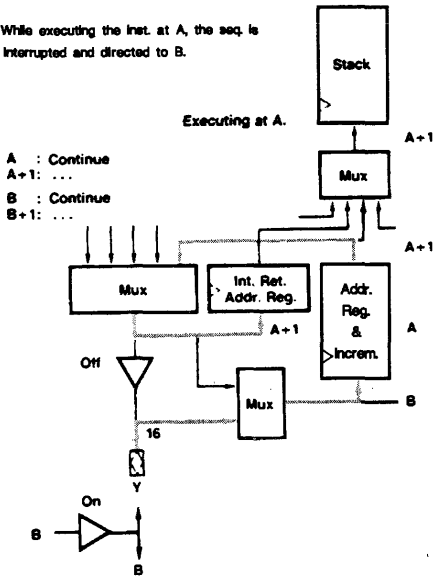 While executing the Inst. at A, the seq. is
interrupted and directed to B.
Stack
Executing at A.
A+1
A : Continue
A+1: ...
B : Continue
B+1: ...
Mux
A+1
Mux
Int. Ret.
Addr. Reg.
Addr.
Reg.
&
Increm.
A
A+1
Off
Mux
B
16
Y
On
B
B